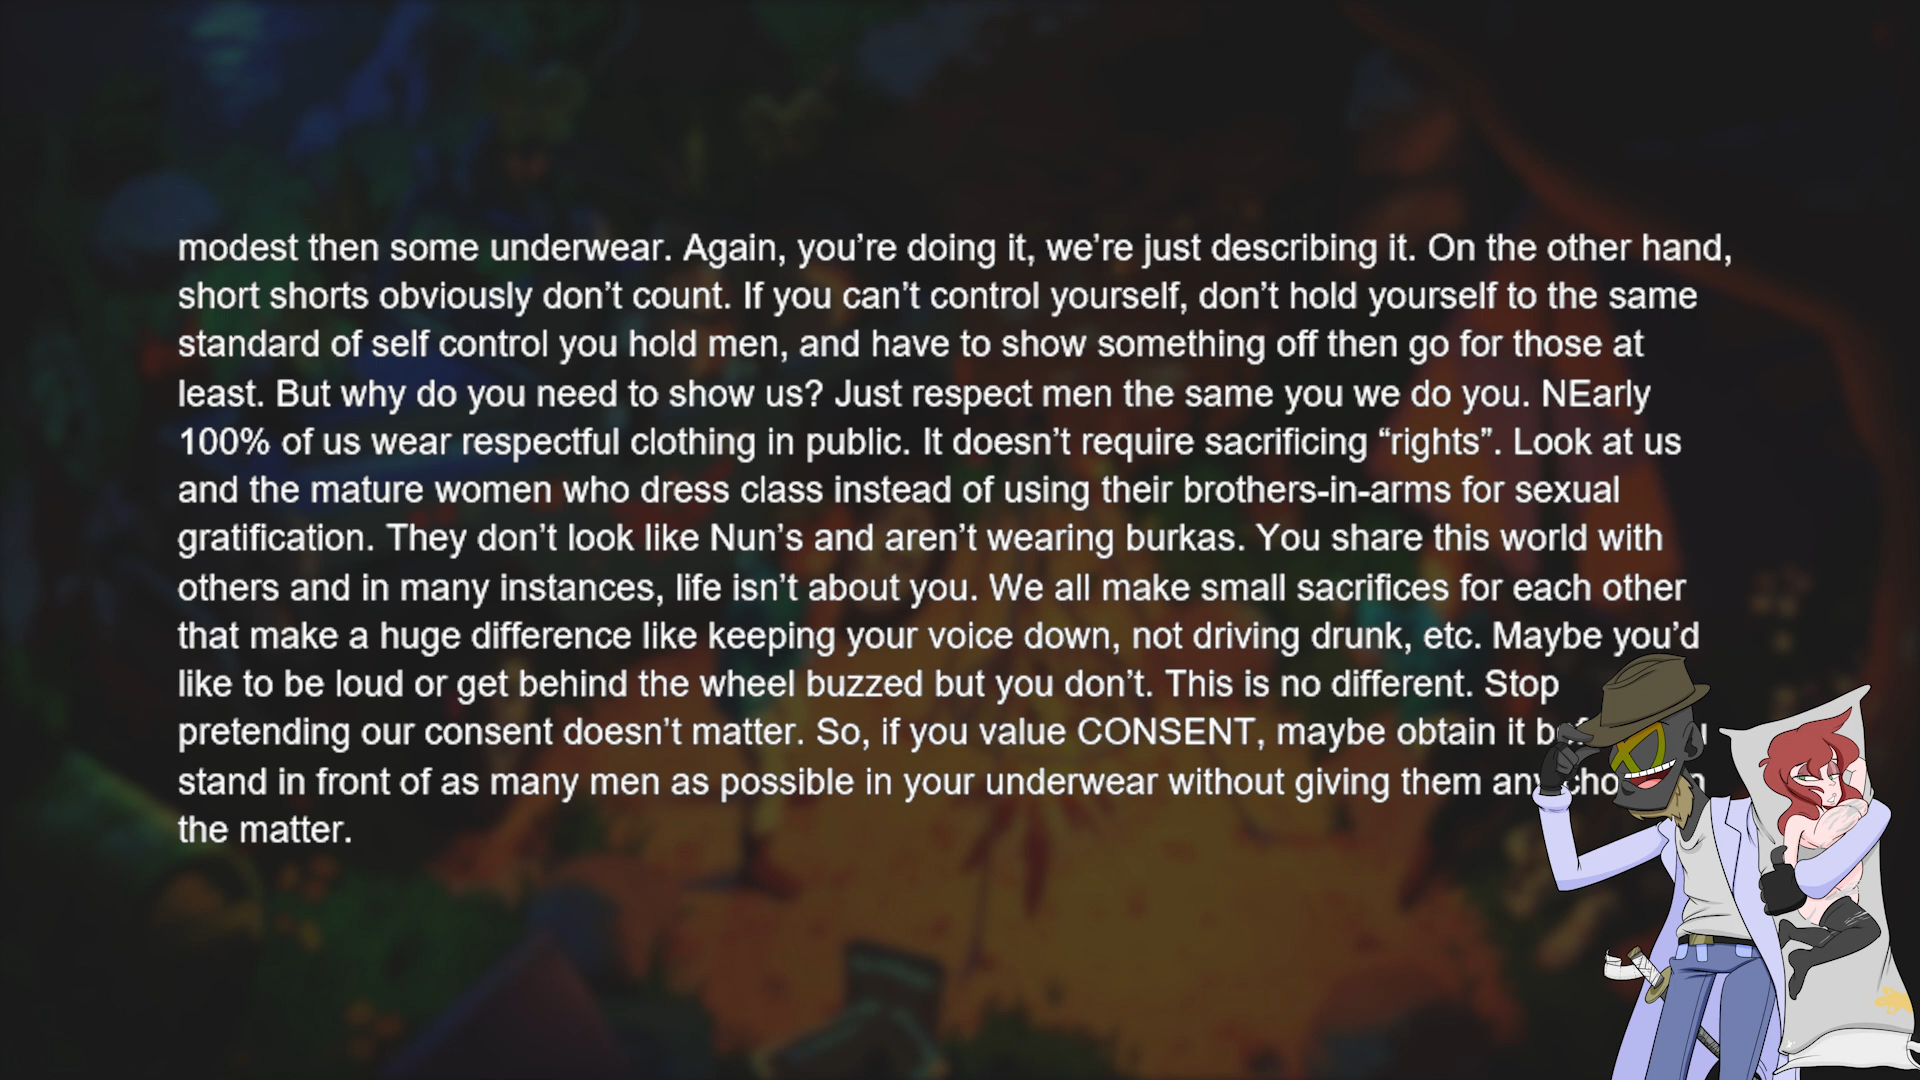 modest then some underwear. Again, you’re doing it, we’re just describing it. On the other hand,
short shorts obviously don’t count. If you can’t control yourself, don’t hold yourself to the same
standard of self control you hold men, and have to show something off then go for those at
least. But why do you need to show us? Just respect men the same you we do you. NEarly
100% of us wear respectful clothing in public. It doesn’t require sacrificing “rights”. Look at us
and the mature women who dress class instead of using their brothers-in-arms for sexual
gratification. They don’t look like Nun’s and aren’t wearing burkas. You share this world with
others and in many instances, life isn’t about you. We all make small sacrifices for each other
that make a huge difference like keeping your voice down, not driving drunk, etc. Maybe you’d
like to be loud or get behind the wheel buzzed but you don’t. This is no different. Stop
pretending our consent doesn’t matter. So, if you value CONSENT, maybe obtain it
stand in front of as many men as possible in your underwear without giving them
the matter.